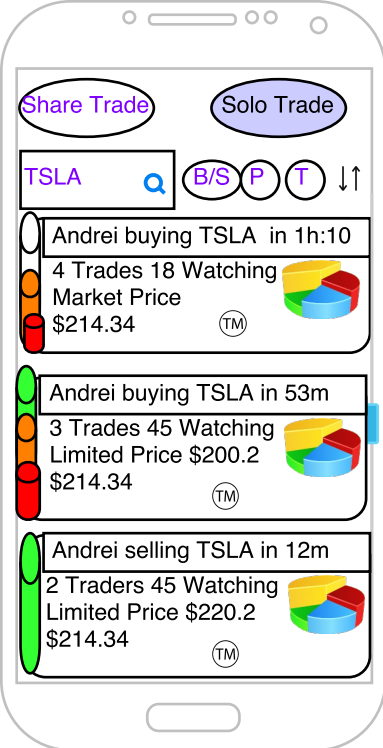 Share Trade
Solo Trade
TSLA
B/S P T ↓↑
Andrei buying TSLA in 1h:10
4 Trades 18 Watching
Market Price
$214.34
TM
Andrei buying TSLA in 53m
3 Trades 45 Watching
Limited Price $200.2
$214.34
TM
Andrei selling TSLA in 12m
2 Traders 45 Watching
Limited Price $220.2
$214.34
TM